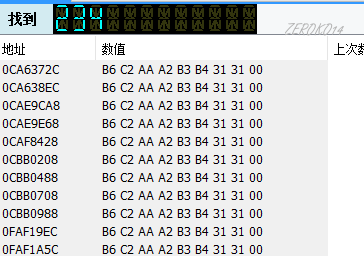 找到 234
ZEROKO14
地址 数值 上次数
0CA6372C B6 C2 AA A2 B3 B4 31 31 00
0CA638EC B6 C2 AA A2 B3 B4 31 31 00
0CAE9CA8 B6 C2 AA A2 B3 B4 31 31 00
0CAE9E68 B6 C2 AA A2 B3 B4 31 31 00
0CAF8428 B6 C2 AA A2 B3 B4 31 31 00
0CBB0208 B6 C2 AA A2 B3 B4 31 31 00
0CBB0488 B6 C2 AA A2 B3 B4 31 31 00
0CBB0708 B6 C2 AA A2 B3 B4 31 31 00
0CBB0988 B6 C2 AA A2 B3 B4 31 31 00
0FAF19EC B6 C2 AA A2 B3 B4 31 31 00
0FAF1A5C B6 C2 AA A2 B3 B4 31 31 00